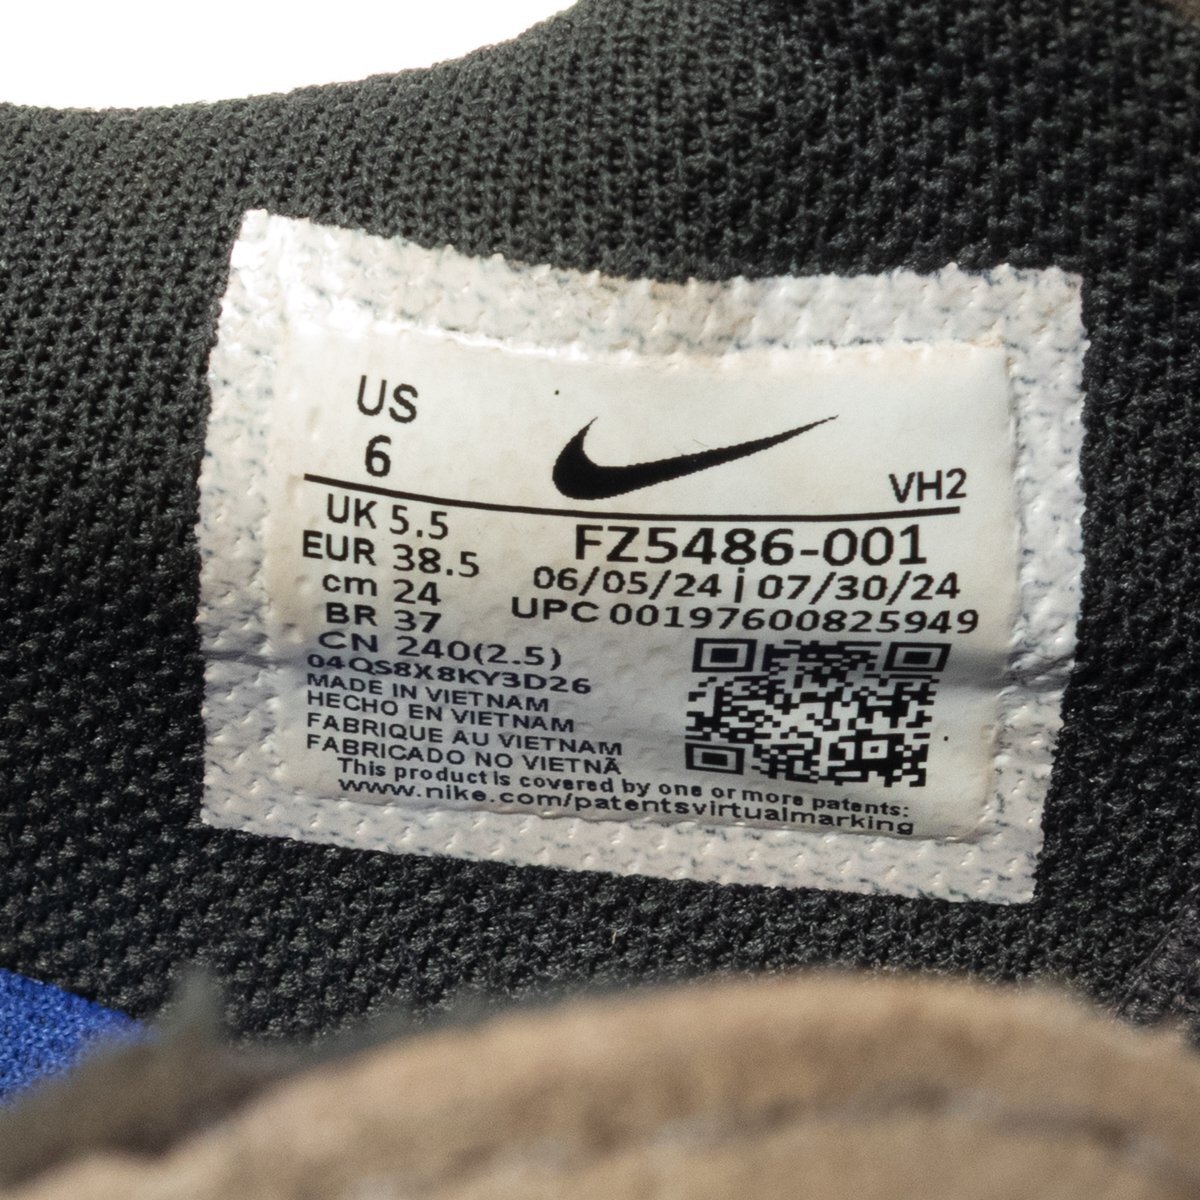 US
6
VH2
UK 5.5
EUR 38.5
cm 24
BR 37
CN 240(2.5)
FZ5486-001
06/05/24 | 07/30/24
UPC 001976008​25949
04QS8X8KY3D26
MADE IN VIETNAM
HECHO EN VIETNAM
FABRIQUE AU VIETNAM
FABRICADO NO VIETNÃ
This product is covered by one or more patents:
www.nike.com/patentsvirtualmarking